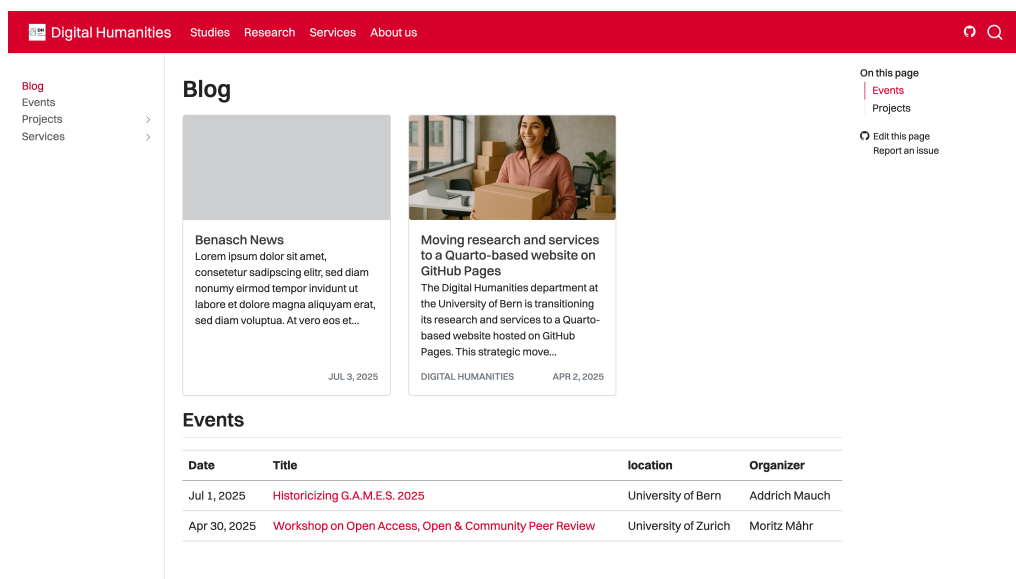 Digital Humanities Studies Research Services About us
Blog
Events
Projects
Services
Blog
Benasch News
Lorem ipsum dolor sit amet,
consetetur sadipscing elitr, sed diam
nonumy eirmod tempor invidunt ut
labore et dolore magna aliquyam erat,
sed diam voluptua. At vero eos et...
JUL 3, 2025
Moving research and services
to a Quarto-based website on
GitHub Pages
The Digital Humanities department at
the University of Bern is transitioning
its research and services to a Quarto-
based website hosted on GitHub
Pages. This strategic move...
DIGITAL HUMANITIES APR 2, 2025
Events
Date Title location Organizer
Jul 1, 2025 Historicizing G.A.M.E.S. 2025 University of Bern Addrich Mauch
Apr 30, 2025 Workshop on Open Access, Open & Community Peer Review University of Zurich Moritz Mähr
On this page
Events
Projects
Edit this page
Report an issue